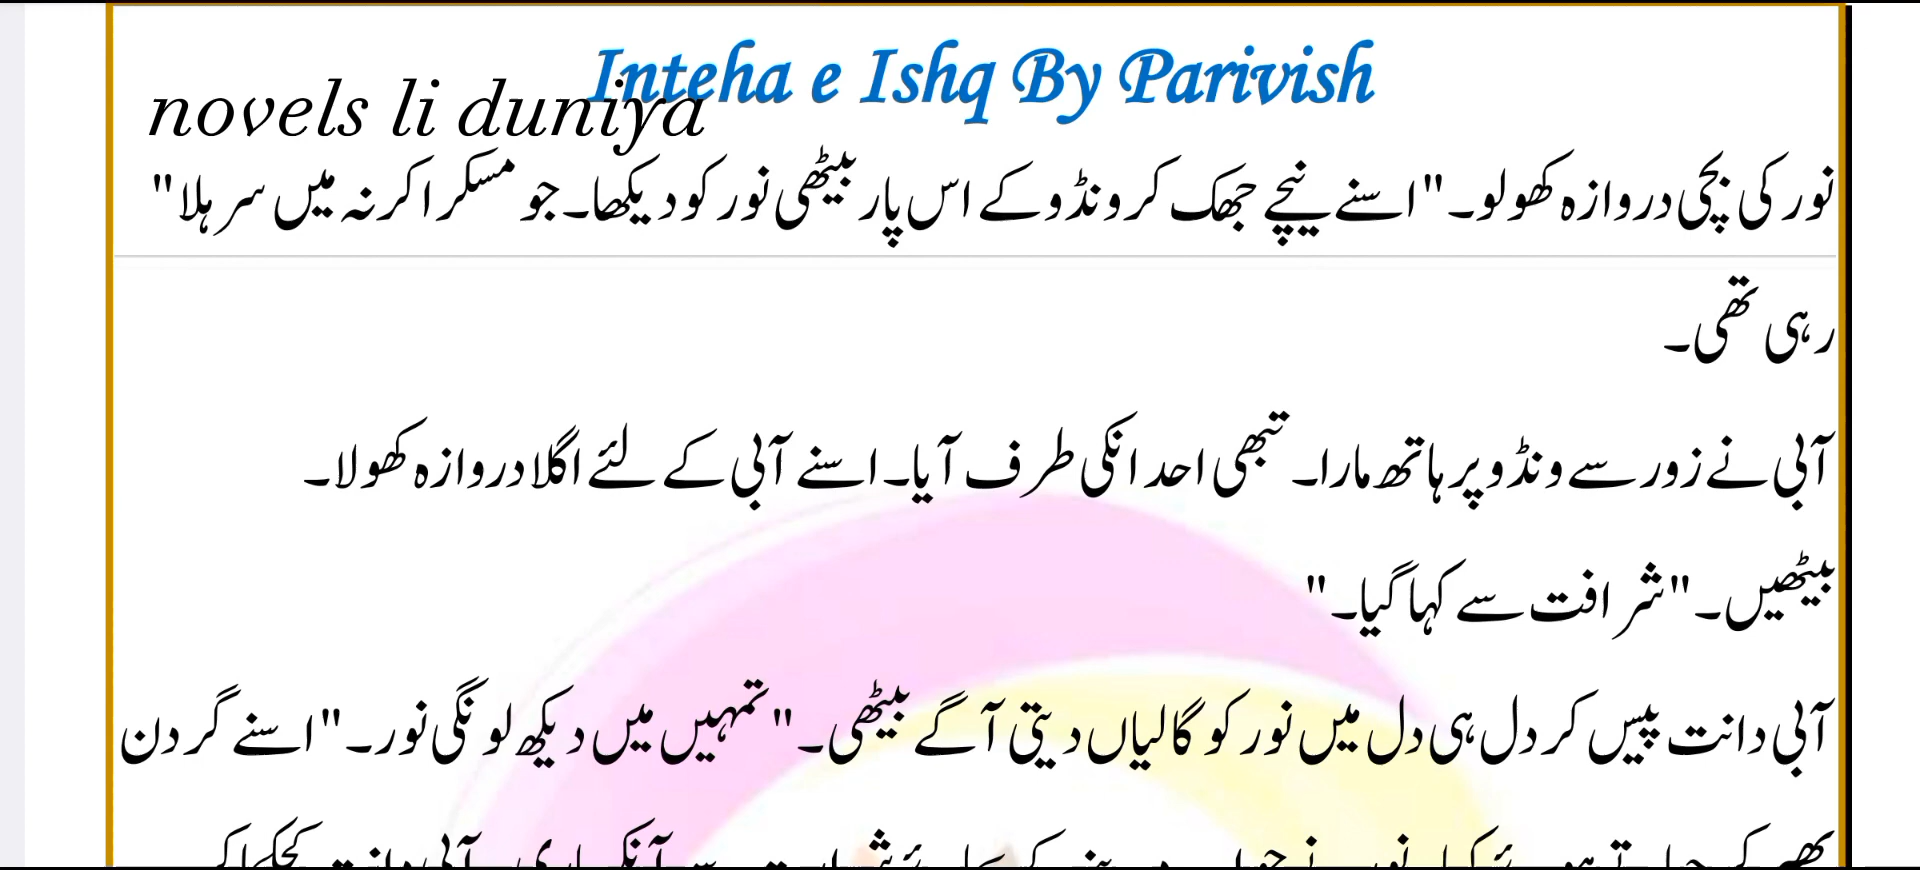 Inteha e Ishq By Parivish
novels li duniya
نور کی بچی دروازہ کھولو۔"اسنے نیچے جھک کر ونڈو کے اس پار بیٹھی نور کو دیکھا۔جو مسکرا کر نہ میں سر ہلا"
رہی تھی۔
آبی نے زور سے ونڈو پر ہاتھ مارا۔ تبھی احد انکی طرف آیا۔اسنے آبی کے لئے اگلا دروازہ کھولا۔
بیٹھیں۔"شرافت سے کہا گیا۔"
آبی دانت پیس کر دل ہی دل میں نور کو گالیاں دیتی آگے بیٹھی۔"تمہیں میں دیکھ لونگی نور۔"اسنے گردن